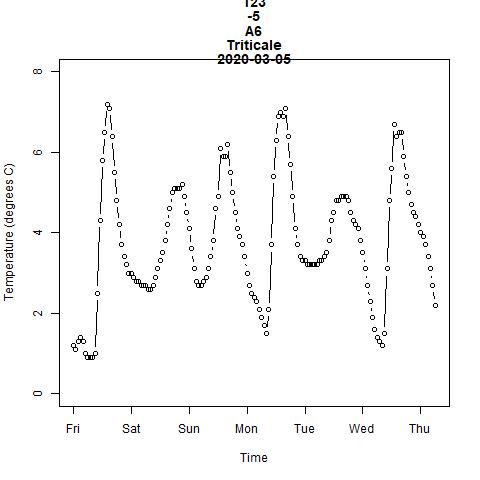 123
-5
A6
Triticale
2020-03-05
Temperature (degrees C)
8
6
4
2
0
Fri Sat Sun Mon Tue Wed Thu
Time